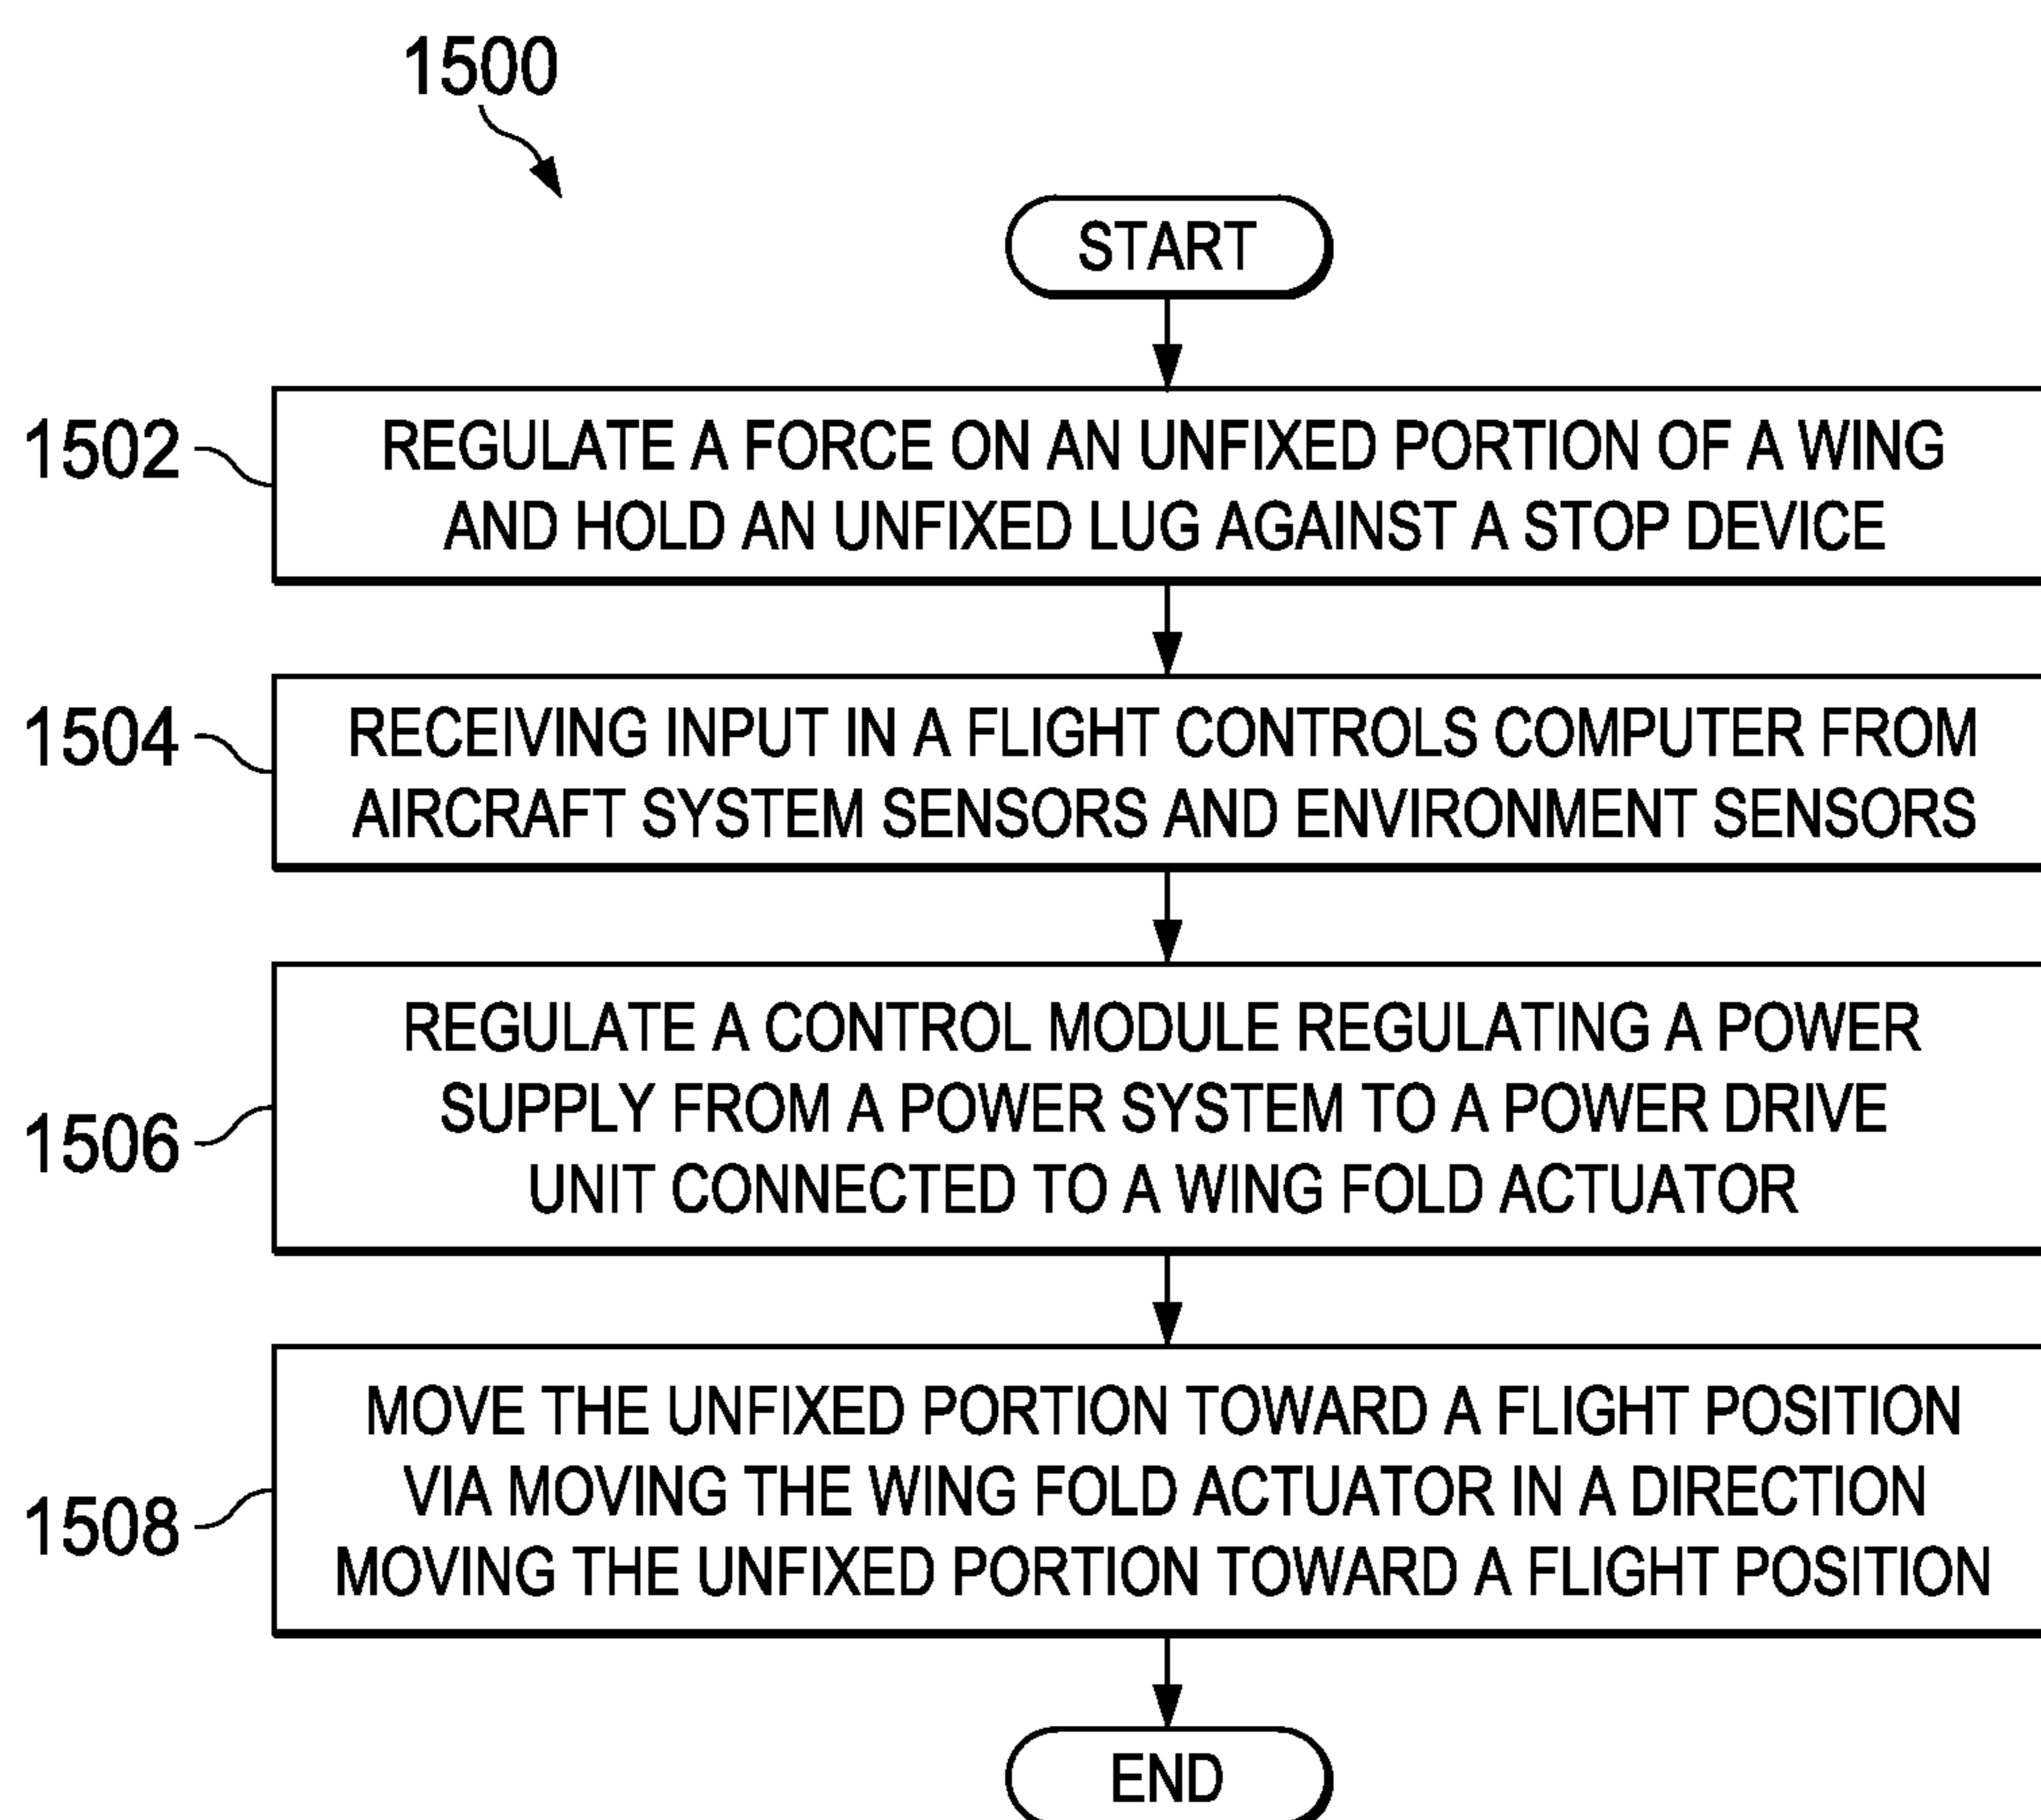 1500
START
1502
REGULATE A FORCE ON AN UNFIXED PORTION OF A WING
AND HOLD AN UNFIXED LUG AGAINST A STOP DEVICE
1504
RECEIVING INPUT IN A FLIGHT CONTROLS COMPUTER FROM
AIRCRAFT SYSTEM SENSORS AND ENVIRONMENT SENSORS
1506
REGULATE A CONTROL MODULE REGULATING A POWER
SUPPLY FROM A POWER SYSTEM TO A POWER DRIVE
UNIT CONNECTED TO A WING FOLD ACTUATOR
1508
MOVE THE UNFIXED PORTION TOWARD A FLIGHT POSITION
VIA MOVING THE WING FOLD ACTUATOR IN A DIRECTION
MOVING THE UNFIXED PORTION TOWARD A FLIGHT POSITION
END